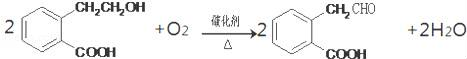 2 CH₂CH₂OH COOH +O₂ 催化剂 △ 2 CH₂CHO COOH +2H₂O